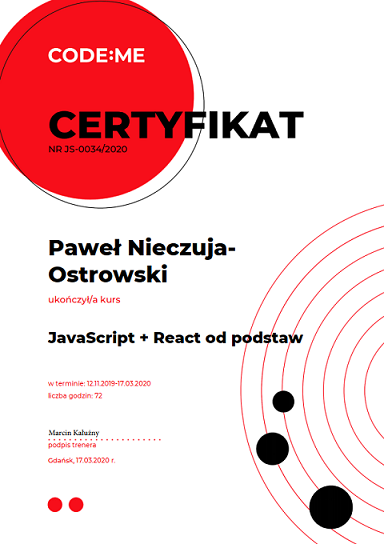 CODE:ME
CERTYFIKAT
NR JS-0034/2020
Paweł Nieczuja-
Ostrowski
ukończył/a kurs
JavaScript + React od podstaw
w terminie: 12.11.2019-17.03.2020
liczba godzin: 72
Marcin Kałużny
podpis trenera
Gdańsk, 17.03.2020 r.